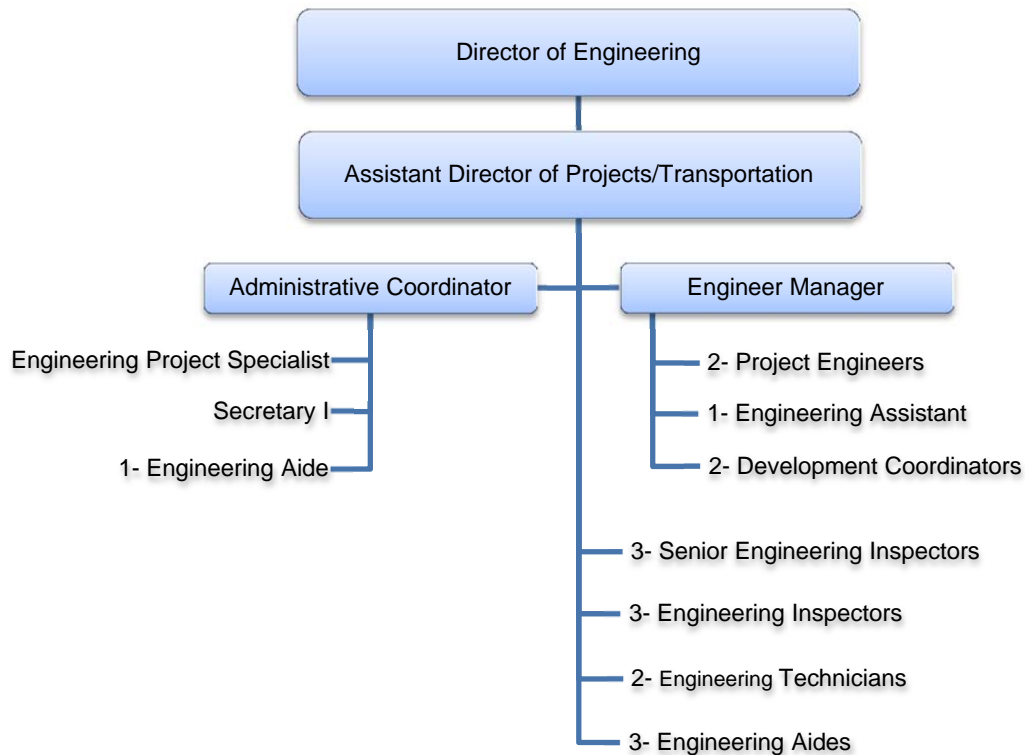 Director of Engineering
Assistant Director of Projects/Transportation
Administrative Coordinator
Engineer Manager
Engineering Project Specialist
Secretary I
1- Engineering Aide
2- Project Engineers
1- Engineering Assistant
2- Development Coordinators
3- Senior Engineering Inspectors
3- Engineering Inspectors
2- Engineering Technicians
3- Engineering Aides